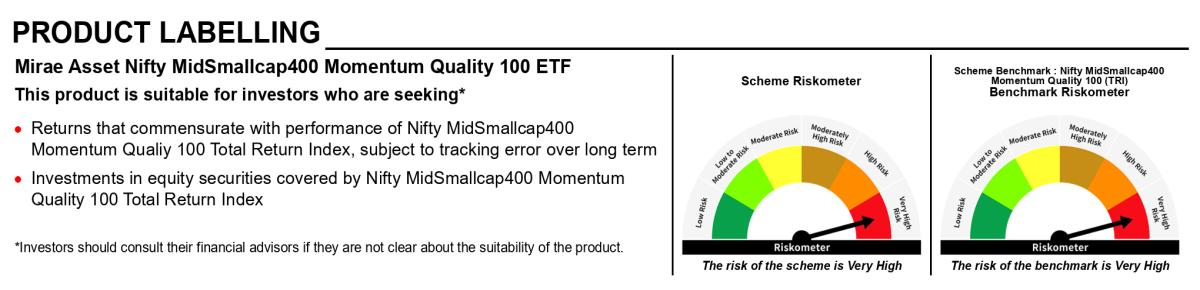 PRODUCT LABELLING
Mirae Asset Nifty MidSmallcap400 Momentum Quality 100 ETF
This product is suitable for investors who are seeking*
• Returns that commensurate with performance of Nifty MidSmallcap400
Momentum Qualiy 100 Total Return Index, subject to tracking error over long term
• Investments in equity securities covered by Nifty MidSmallcap400 Momentum
Quality 100 Total Return Index
*Investors should consult their financial advisors if they are not clear about the suitability of the product.
Scheme Riskometer
Low Risk
Low to
Moderate Risk
Moderate Risk
Moderately
High Risk
High Risk
Very High
Risk
Riskometer
The risk of the scheme is Very High
Scheme Benchmark : Nifty MidSmallcap400
Momentum Quality 100 (TRI)
Benchmark Riskometer
Low Risk
Low to
Moderate Risk
Moderate Risk
Moderately
High Risk
High Risk
Very High
Risk
Riskometer
The risk of the benchmark is Very High